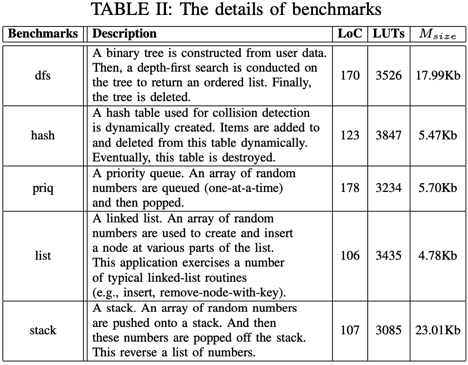 TABLE II: The details of benchmarks
Benchmarks Description LoC LUTs Msize
dfs A binary tree is constructed from user data. 170 3526 17.99Kb
Then, a depth-first search is conducted on
the tree to return an ordered list. Finally,
the tree is deleted.
hash A hash table used for collision detection 123 3847 5.47Kb
is dynamically created. Items are added to
and deleted from this table dynamically.
Eventually, this table is destroyed.
priq A priority queue. An array of random 178 3234 5.70Kb
numbers are queued (one-at-a-time)
and then popped.
list A linked list. An array of random 106 3435 4.78Kb
numbers are used to create and insert
a node at various parts of the list.
This application exercises a number
of typical linked-list routines
(e.g., insert, remove-node-with-key).
stack A stack. An array of random numbers 107 3085 23.01Kb
are pushed onto a stack. And then
these numbers are popped off the stack.
This reverse a list of numbers.